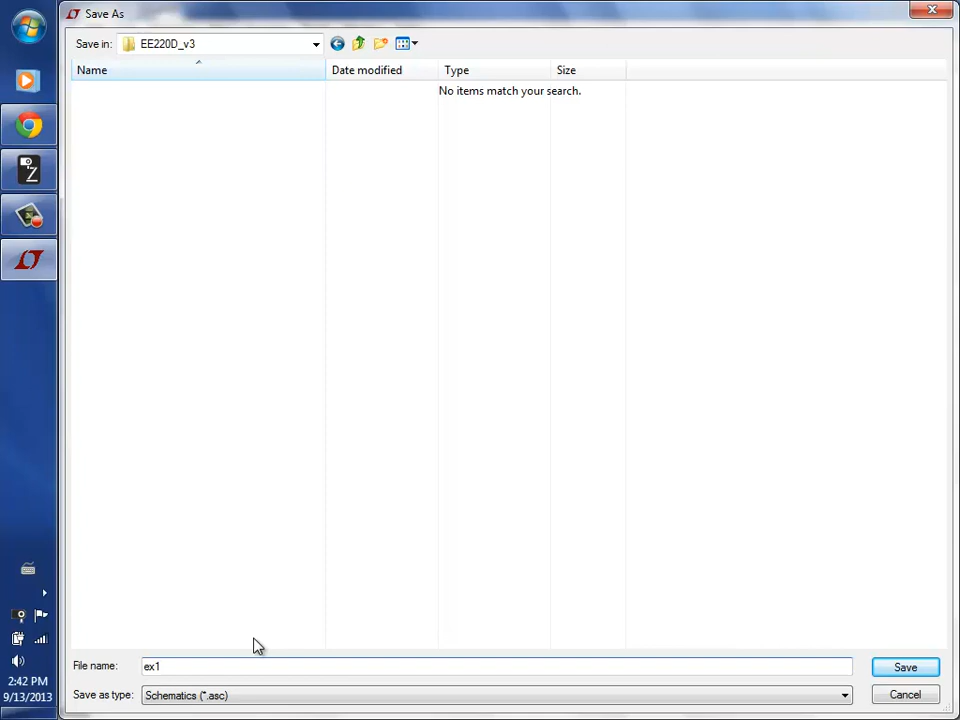 Save As
Save in: EE220D_v3
Name Date modified Type Size
No items match your search.
File name: ex1
Save
Save as type: Schematics (*.asc)
Cancel
2:42 PM
9/13/2013